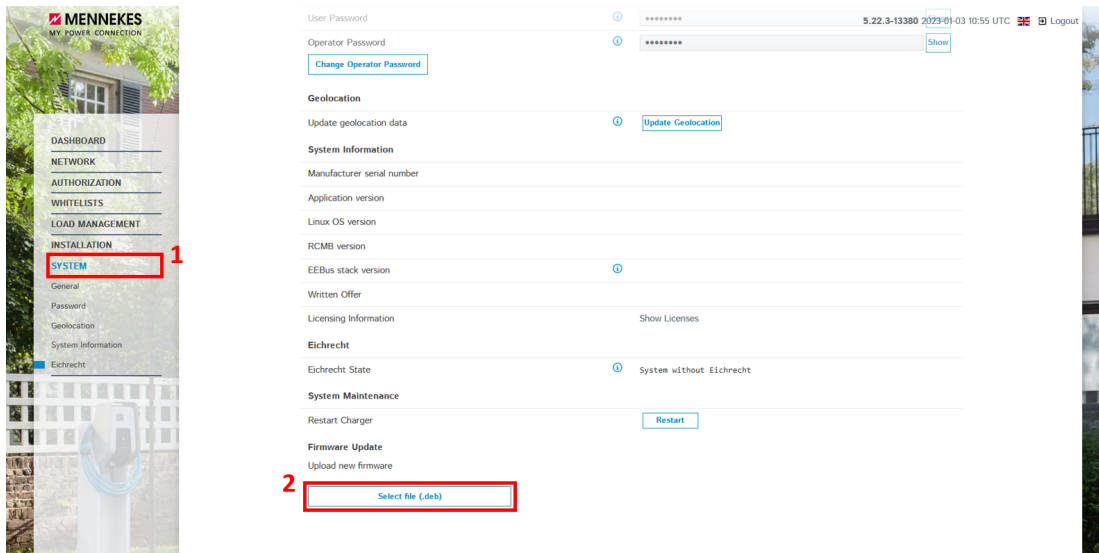 MENNEKES
MY POWER CONNECTION
5.22.3-13380 2023-01-03 10:55 UTC Logout
DASHBOARD
NETWORK
AUTHORIZATION
WHITELISTS
LOAD MANAGEMENT
INSTALLATION
SYSTEM
1
General
Password
Geolocation
System Information
Eichrecht
User Password ••••••••
Operator Password •••••••• Show
Change Operator Password
Geolocation
Update geolocation data Update Geolocation
System Information
Manufacturer serial number
Application version
Linux OS version
RCMB version
EEBus stack version
Written Offer
Licensing Information Show Licenses
Eichrecht
Eichrecht State System without Eichrecht
System Maintenance
Restart Charger Restart
Firmware Update
Upload new firmware
2
Select file (.deb)